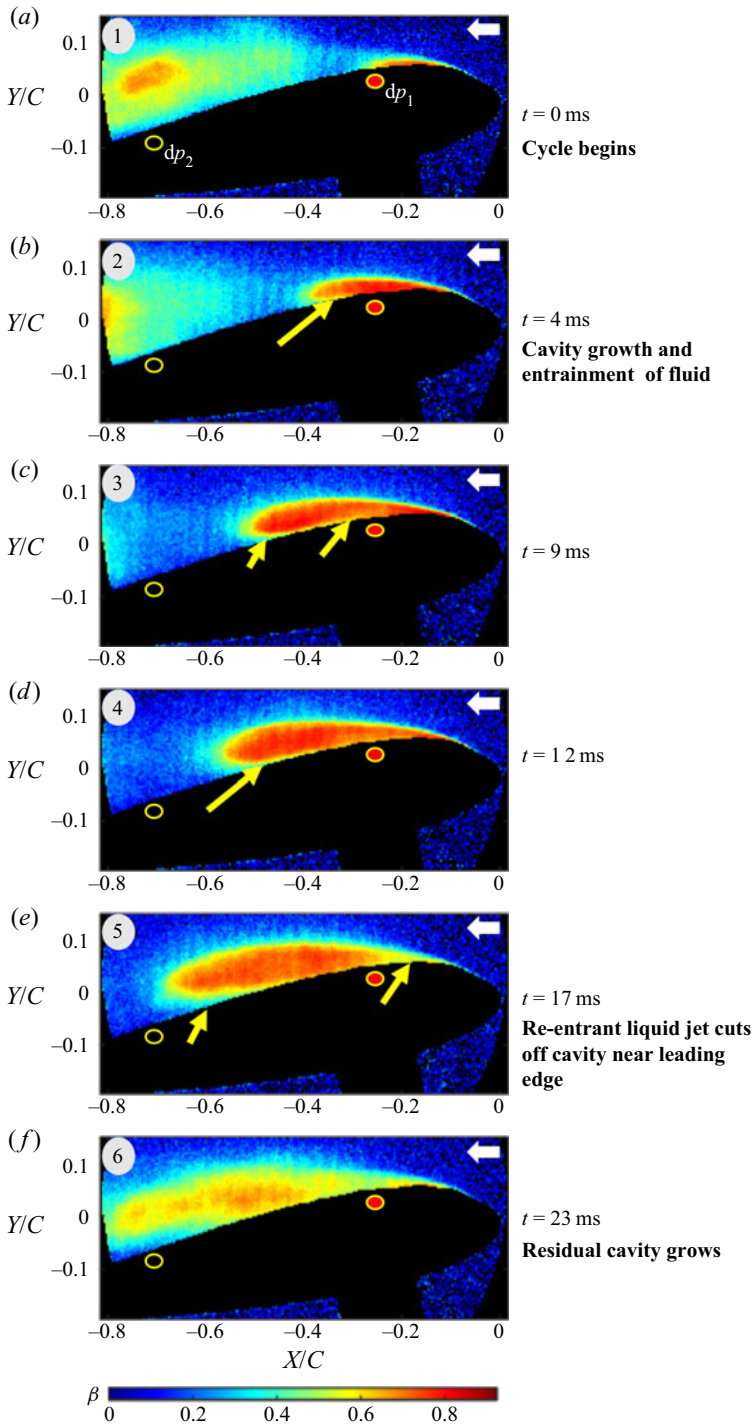 (a)
1
0.1
Y/C
0
–0.1
dp1
dp2
–0.8 –0.6 –0.4 –0.2 0
t = 0 ms
Cycle begins
(b)
2
0.1
Y/C
0
–0.1
–0.8 –0.6 –0.4 –0.2 0
t = 4 ms
Cavity growth and
entrainment of fluid
(c)
3
0.1
Y/C
0
–0.1
–0.8 –0.6 –0.4 –0.2 0
t = 9 ms
(d)
4
0.1
Y/C
0
–0.1
–0.8 –0.6 –0.4 –0.2 0
t = 1 2 ms
(e)
5
0.1
Y/C
0
–0.1
–0.8 –0.6 –0.4 –0.2 0
t = 17 ms
Re-entrant liquid jet cuts
off cavity near leading
edge
(f)
6
0.1
Y/C
0
–0.1
–0.8 –0.6 –0.4 –0.2 0
X/C
t = 23 ms
Residual cavity grows
β
0 0.2 0.4 0.6 0.8